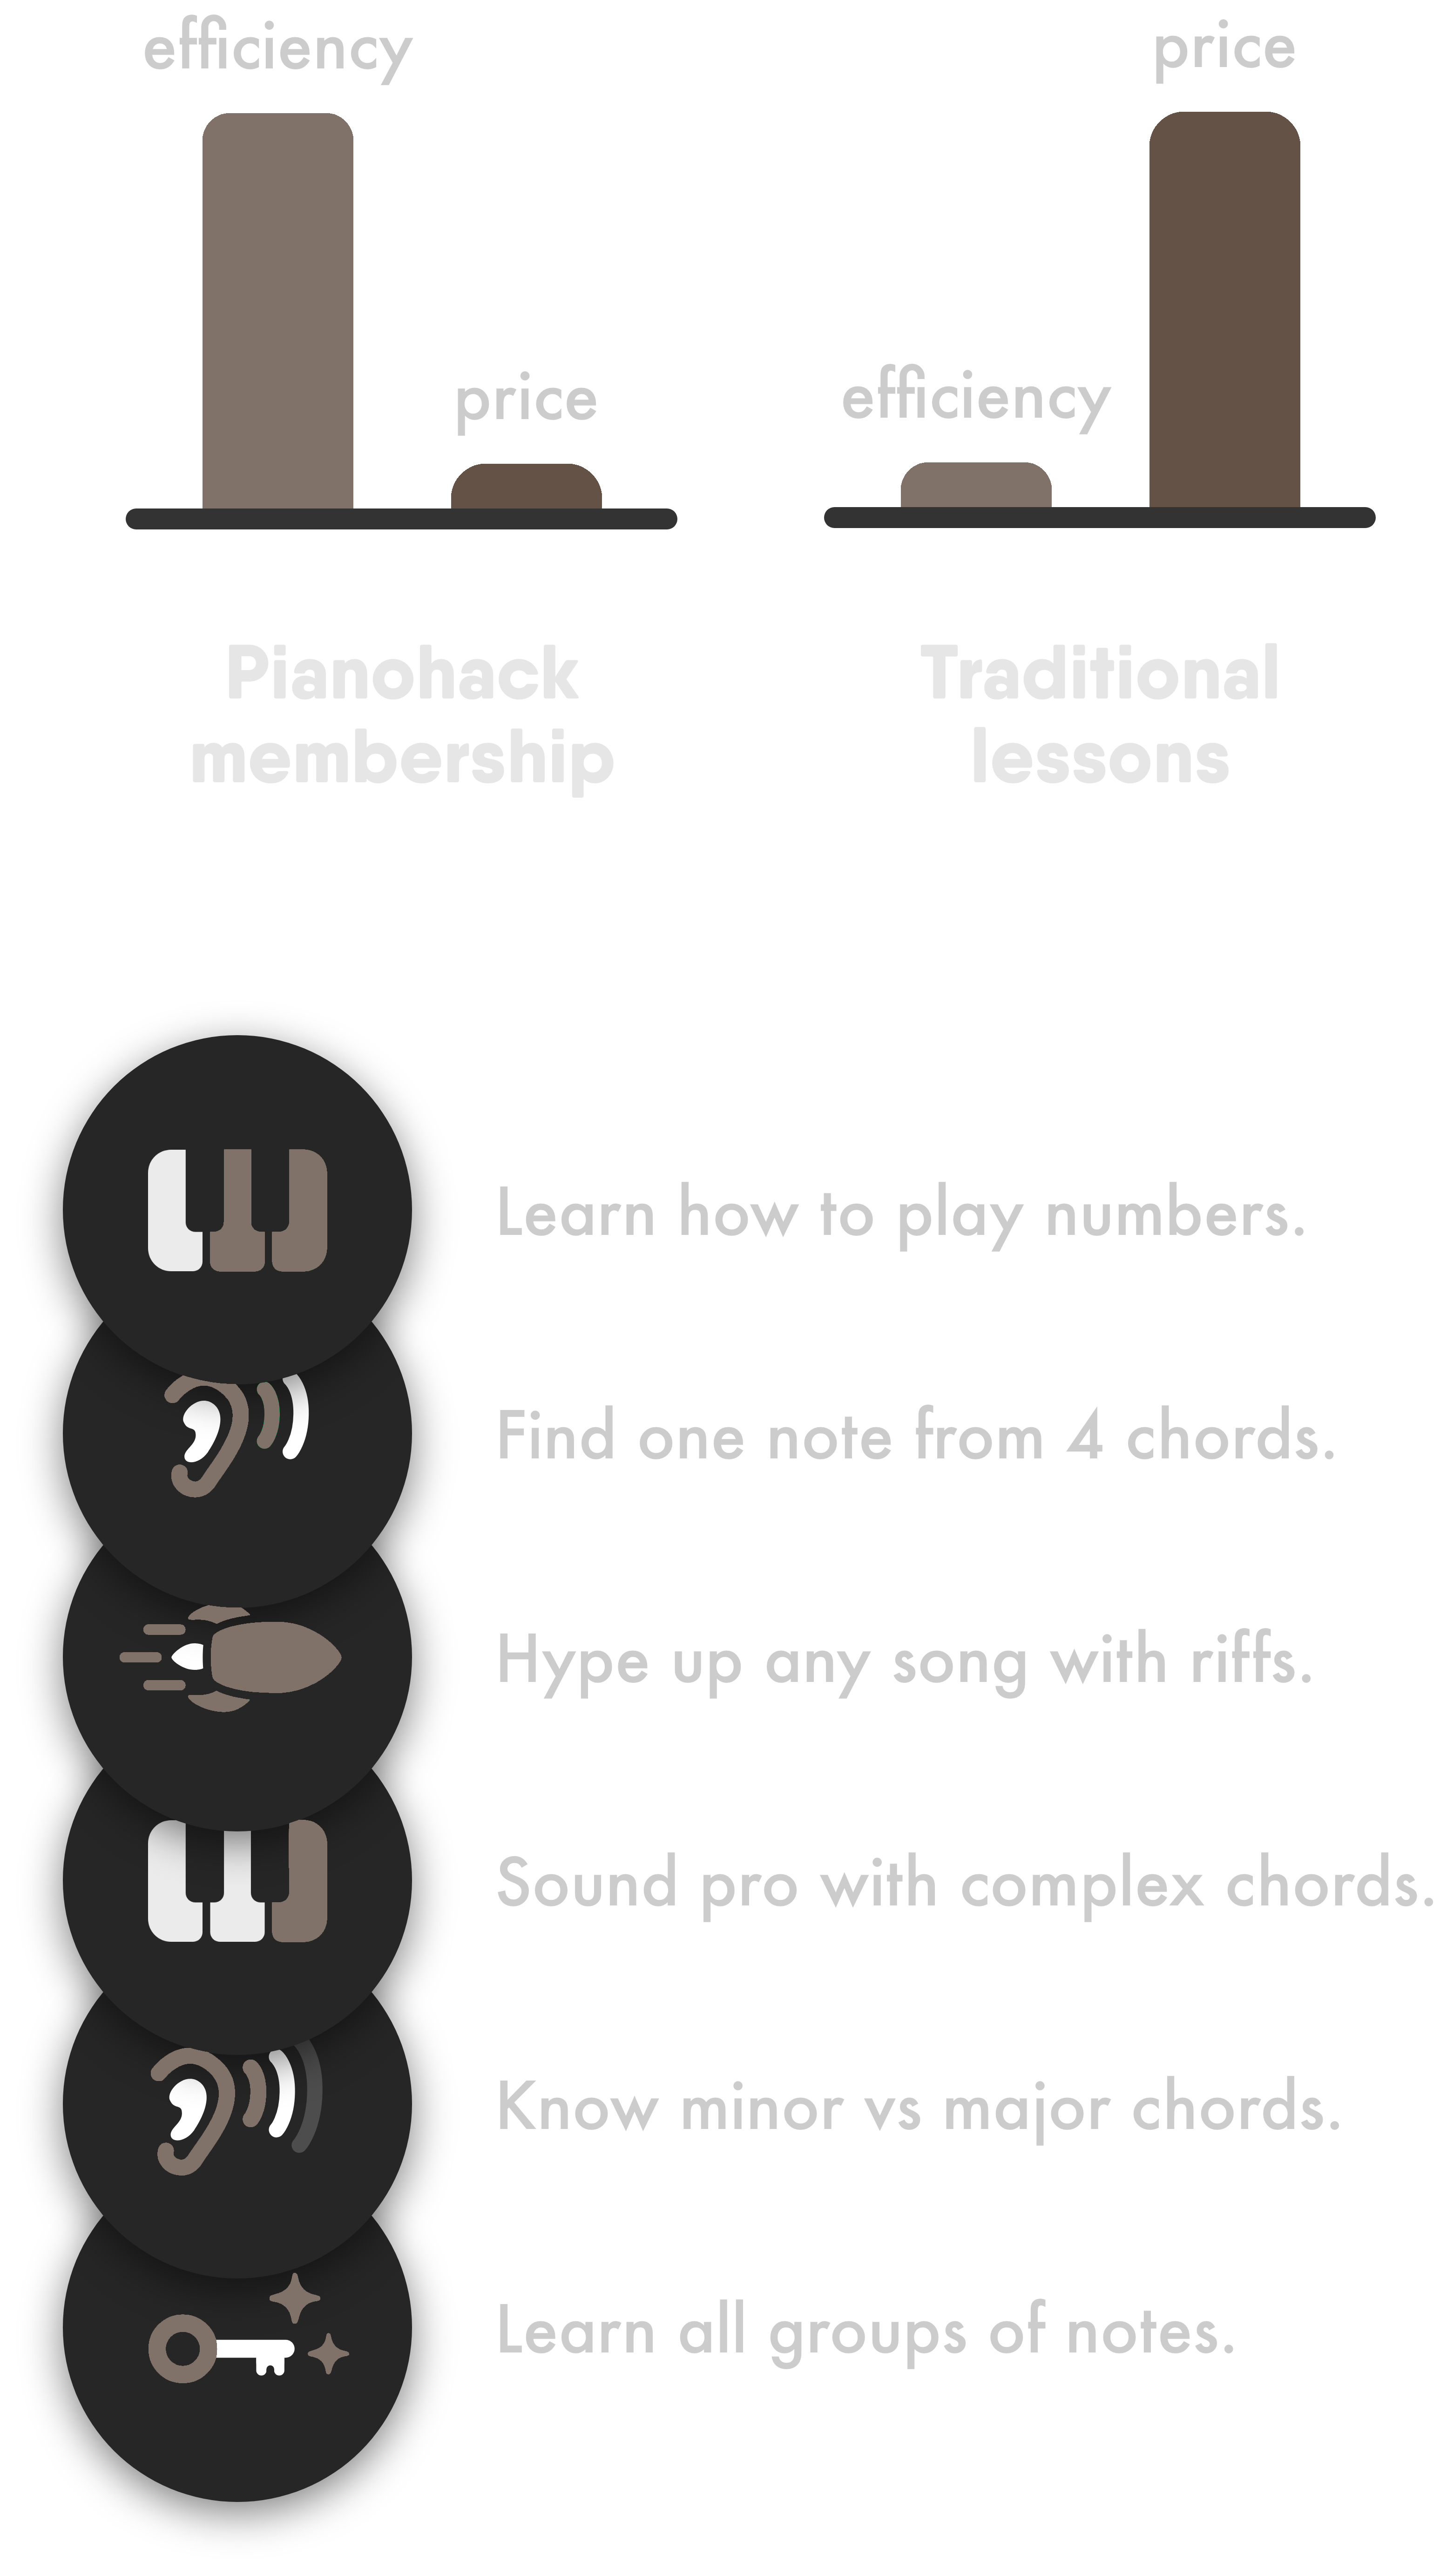 efficiency
price
price
efficiency
Pianohack
membership
Traditional
lessons
Learn how to play numbers.
Find one note from 4 chords.
Hype up any song with riffs.
Sound pro with complex chords.
Know minor vs major chords.
Learn all groups of notes.